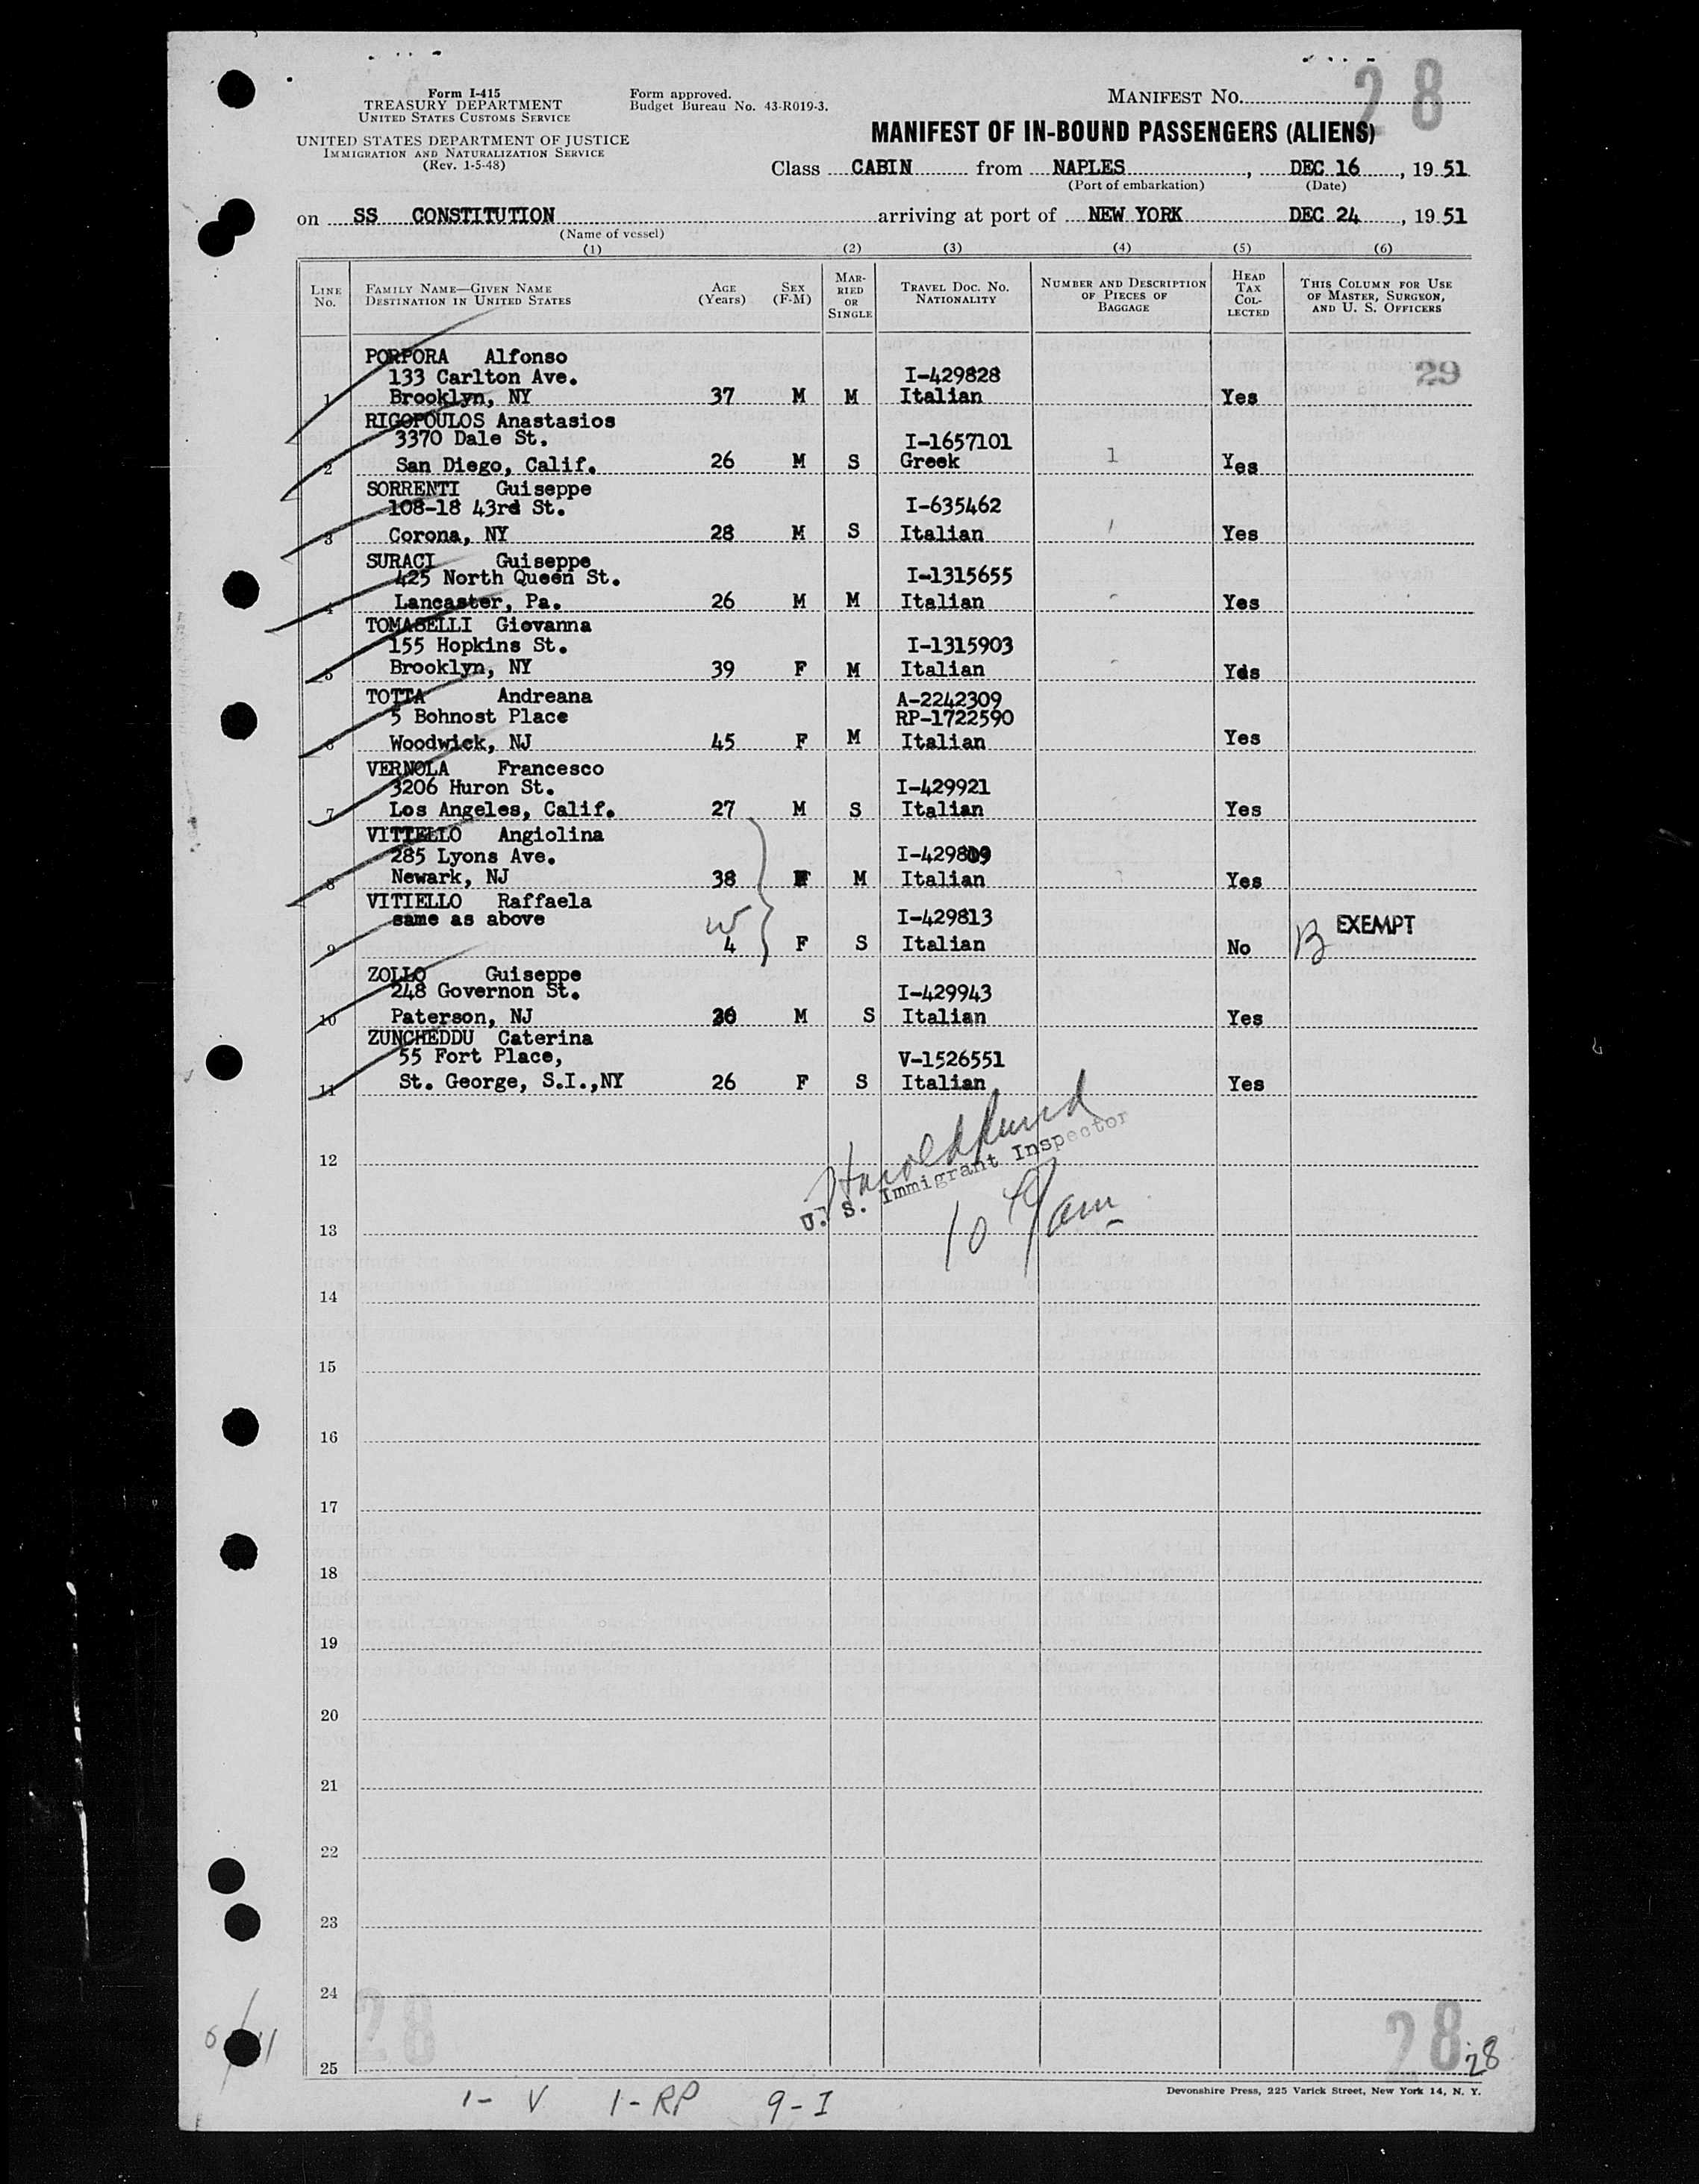 Form I-415
TREASURY DEPARTMENT
UNITED STATES CUSTOMS SERVICE
UNITED STATES DEPARTMENT OF JUSTICE
IMMIGRATION AND NATURALIZATION SERVICE
(Rev. 1-5-48)
Form approved.
Budget Bureau No. 43-R019-3.
MANIFEST NO. 28
MANIFEST OF IN-BOUND PASSENGERS (ALIENS)
Class CABIN from NAPLES, DEC 16, 1951
(Port of embarkation) (Date)
on SS CONSTITUTION arriving at port of NEW YORK DEC 24, 1951
(Name of vessel)
(1) (2) (3) (4) (5) (6)
LINE No. FAMILY NAME—GIVEN NAME DESTINATION IN UNITED STATES AGE (Years) SEX (F-M) MARRIED OR SINGLE TRAVEL DOC. NO. NATIONALITY NUMBER AND DESCRIPTION OF PIECES OF BAGGAGE HEAD TAX COLLECTED THIS COLUMN FOR USE OF MASTER, SURGEON, AND U. S. OFFICERS
PORPORA Alfonso
133 Carlton Ave. I-429828 29
1 Brooklyn, NY 37 M M Italian Yes
RIGOPOULOS Anastasios
3370 Dale St. I-1657101
2 San Diego, Calif. 26 M S Greek 1 Yes
SORRENTI Guiseppe
108-18 43rd St. I-635462
3 Corona, NY 28 M S Italian / Yes
SURACI Guiseppe
425 North Queen St. I-1315655
4 Lancaster, Pa. 26 M M Italian Yes
TOMASELLI Giovanna
155 Hopkins St. I-1315903
5 Brooklyn, NY 39 F M Italian Yds
TOTTA Andreana A-2242309
5 Bohnost Place RP-1722590
6 Woodwick, NJ 45 F M Italian Yes
VERNOLA Francesco
3206 Huron St. I-429921
7 Los Angeles, Calif. 27 M S Italian Yes
VITIELLO Angiolina
285 Lyons Ave. I-429809
8 Newark, NJ 38 F M Italian Yes
VITIELLO Raffaela
same as above w I-429813 B EXEMPT
9 4 F S Italian No
ZOLLO Guiseppe
248 Governon St. I-429943
10 Paterson, NJ M S Italian Yes
ZUNCHEDDU Caterina
55 Fort Place, V-1526551
11 St. George, S.I.,NY 26 F S Italian Yes
U. S. Immigrant Inspector
12
13
14
15
16
17
18
19
20
21
22
23
24
25
28
28
28
6/11
Devonshire Press, 225 Varick Street, New York 14, N. Y.
1- V 1-RP 9-I